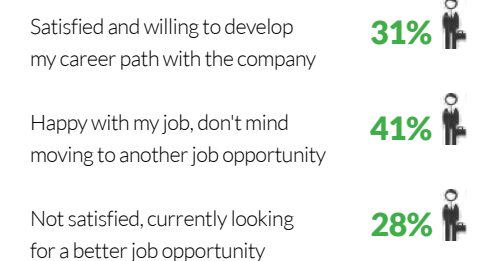 Satisfied and willing to develop
my career path with the company
31%
Happy with my job, don't mind
moving to another job opportunity
41%
Not satisfied, currently looking
for a better job opportunity
28%